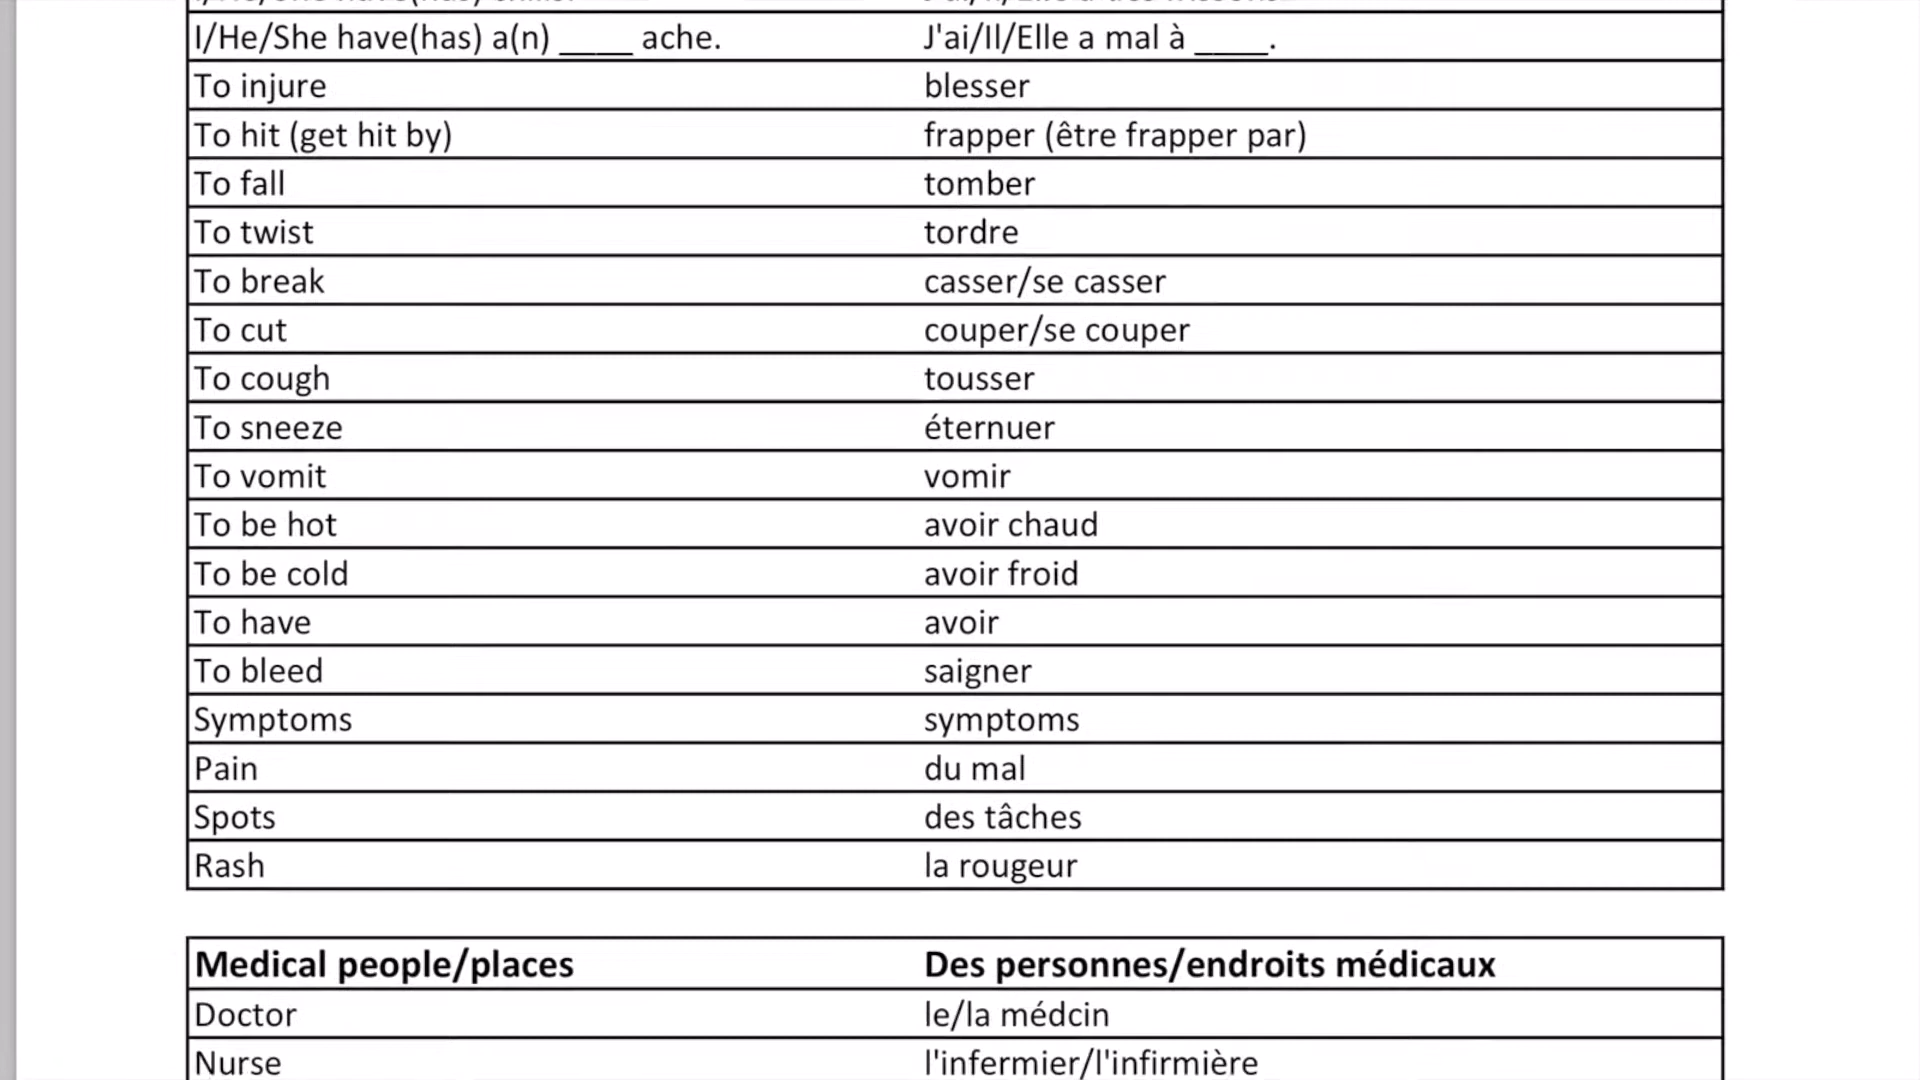 I/He/She have(has) a(n) ____ ache. J'ai/Il/Elle a mal à ____.
To injure blesser
To hit (get hit by) frapper (être frapper par)
To fall tomber
To twist tordre
To break casser/se casser
To cut couper/se couper
To cough tousser
To sneeze éternuer
To vomit vomir
To be hot avoir chaud
To be cold avoir froid
To have avoir
To bleed saigner
Symptoms symptoms
Pain du mal
Spots des tâches
Rash la rougeur
Medical people/places Des personnes/endroits médicaux
Doctor le/la médcin
Nurse l'infermier/l'infirmière